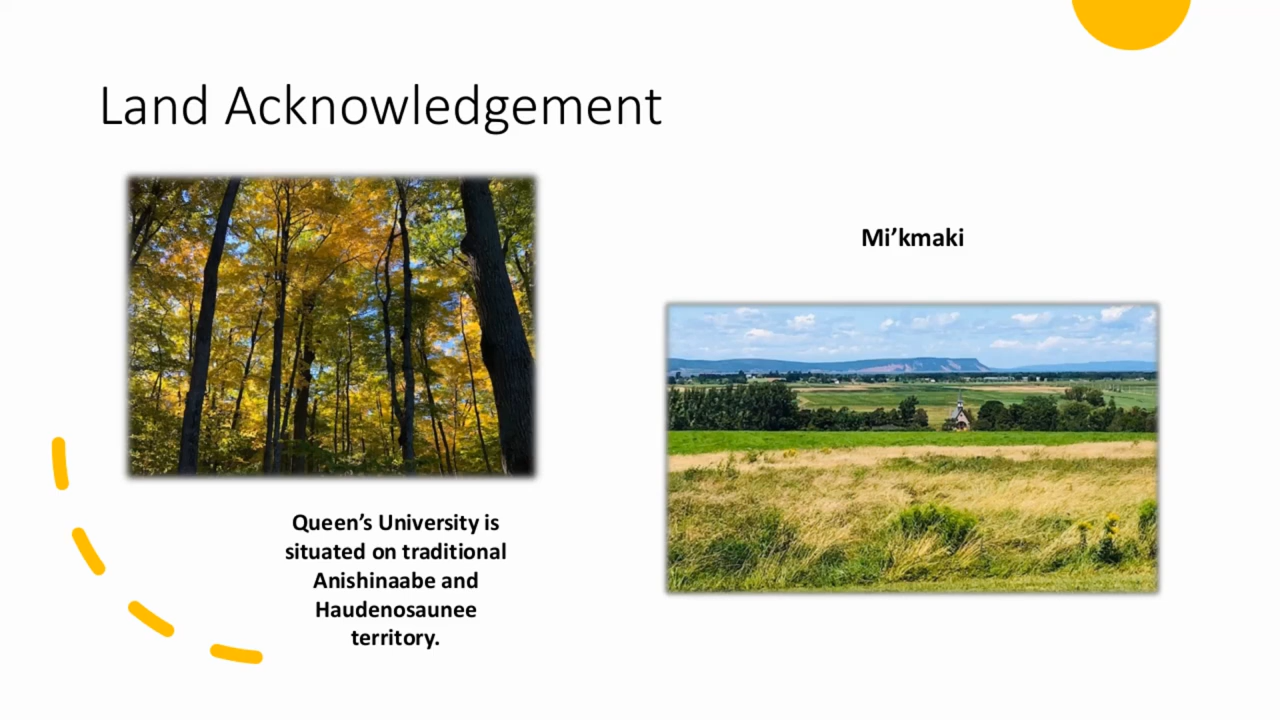 Land Acknowledgement
Mi’kmaki
Queen’s University is
situated on traditional
Anishinaabe and
Haudenosaunee
territory.